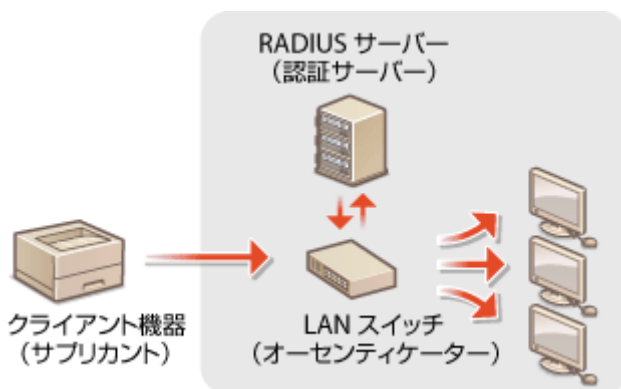 RADIUS サーバー
（認証サーバー）
クライアント機器
（サプリカント）
LAN スイッチ
（オーセンティケーター）